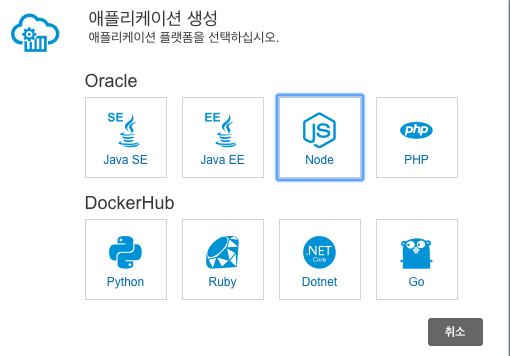 애플리케이션 생성
애플리케이션 플랫폼을 선택하십시오.
Oracle
SE EE JS php
Java SE Java EE Node PHP
DockerHub
.NET
Core
Python Ruby Dotnet Go
취소